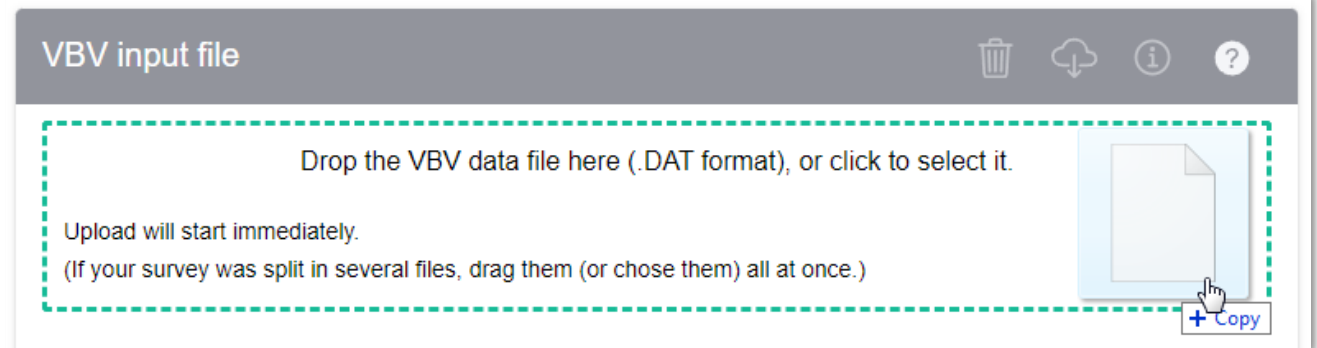 VBV input file
Drop the VBV data file here (.DAT format), or click to select it.
Upload will start immediately.
(If your survey was split in several files, drag them (or chose them) all at once.)
+ Copy